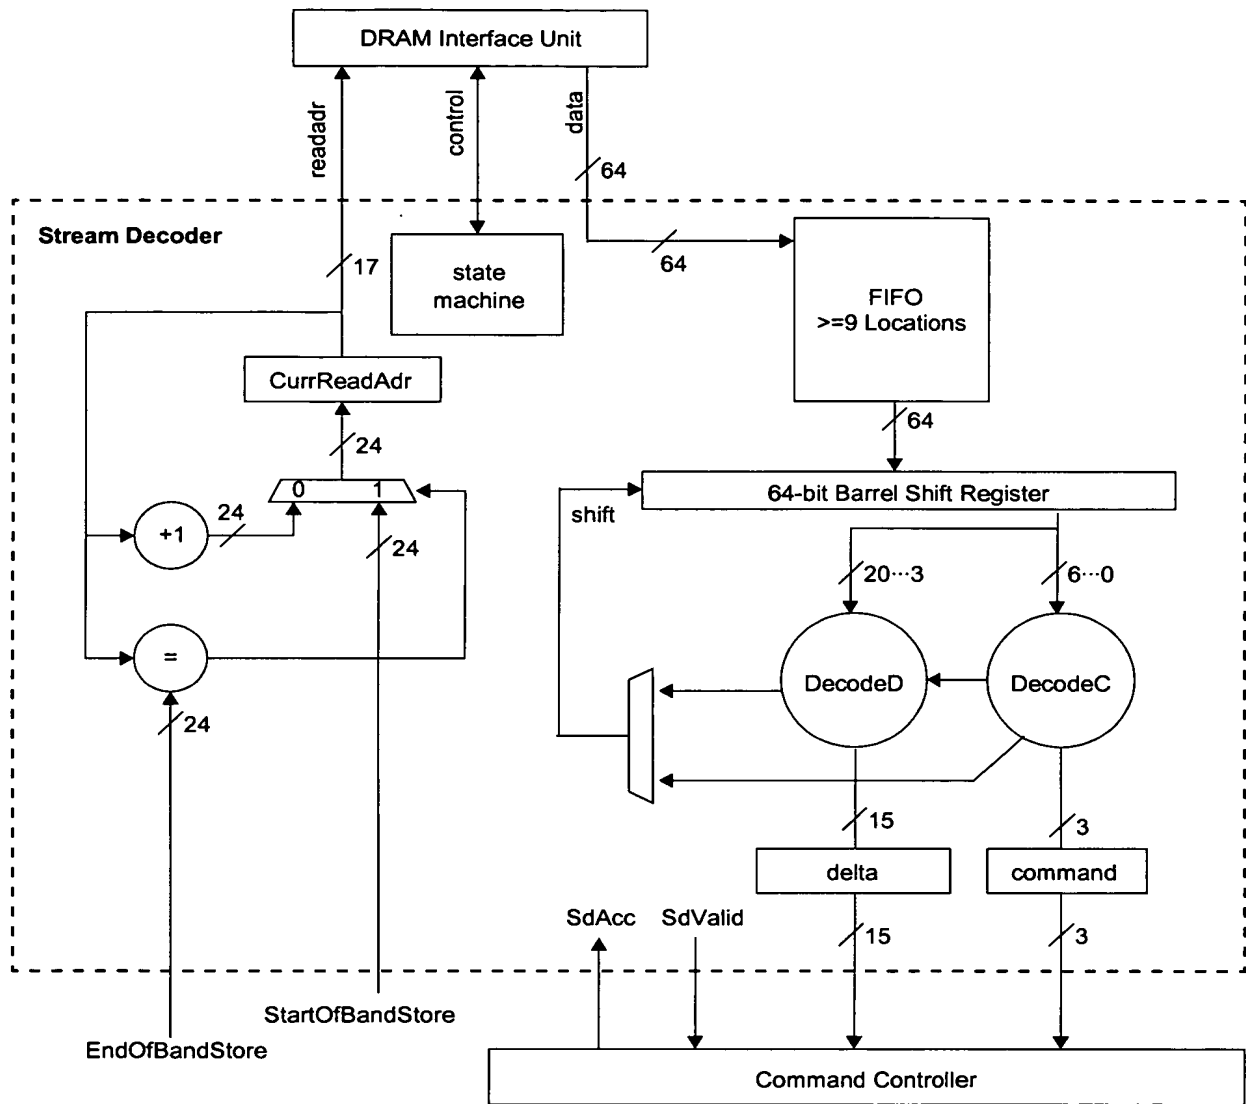 DRAM Interface Unit
readadr
control
data
64
Stream Decoder
17
state
machine
64
FIFO
>=9 Locations
CurrReadAdr
24
64
0 1
64-bit Barrel Shift Register
shift
+1
24
24
20···3
6···0
=
24
DecodeD
DecodeC
15
3
delta
command
SdAcc
SdValid
15
3
StartOfBandStore
EndOfBandStore
Command Controller